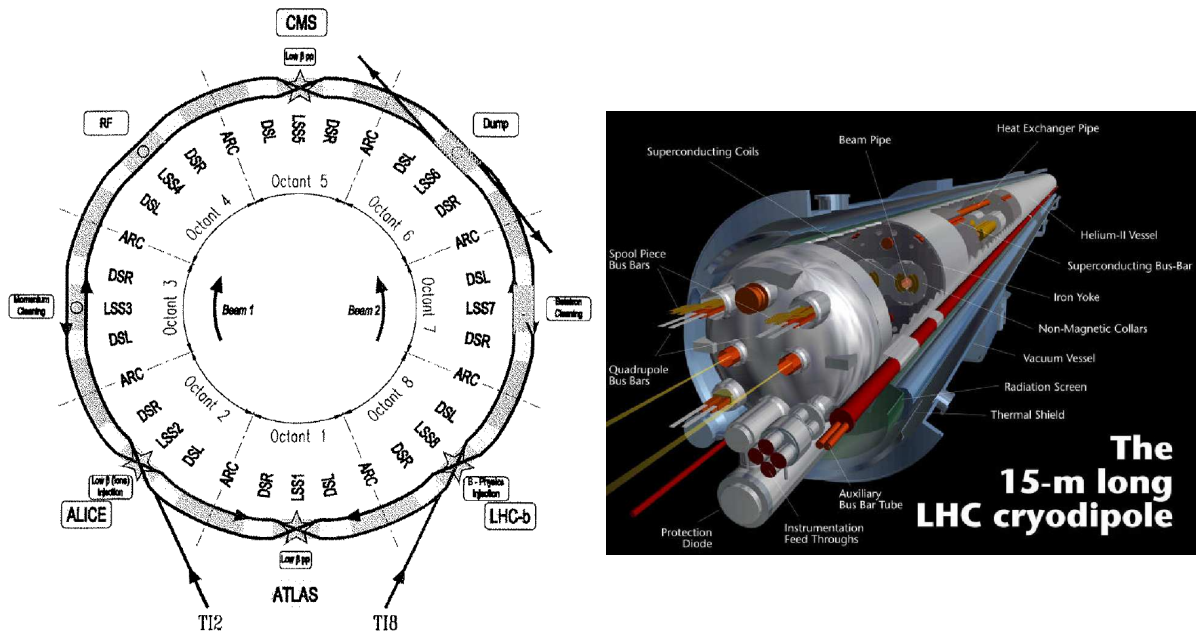 CMS
Low β pp
RF
Dump
ARC
DSL
LSS5
DSR
ARC
Octant 5
DSL
LSS4
DSR
Octant 4
DSL
LSS6
DSR
Octant 6
ARC
ARC
DSR
LSS3
DSL
Octant 3
Momentum
Cleaning
Beam 1
Beam 2
Octant 7
DSL
LSS7
DSR
Betatron
Cleaning
ARC
ARC
DSR
LSS2
DSL
Octant 2
Octant 8
DSL
LSS8
DSR
Octant 1
ARC
DSR
LSS1
DSL
ARC
Low β (ions)
Injection
ALICE
B - Physics
Injection
LHC-b
Low β pp
ATLAS
TI2
TI8
Superconducting Coils
Beam Pipe
Heat Exchanger Pipe
Spool Piece
Bus Bars
Helium-II Vessel
Superconducting Bus-Bar
Iron Yoke
Non-Magnetic Collars
Vacuum Vessel
Quadrupole
Bus Bars
Radiation Screen
Thermal Shield
Auxiliary
Bus Bar Tube
Protection
Diode
Instrumentation
Feed Throughs
The
15-m long
LHC cryodipole